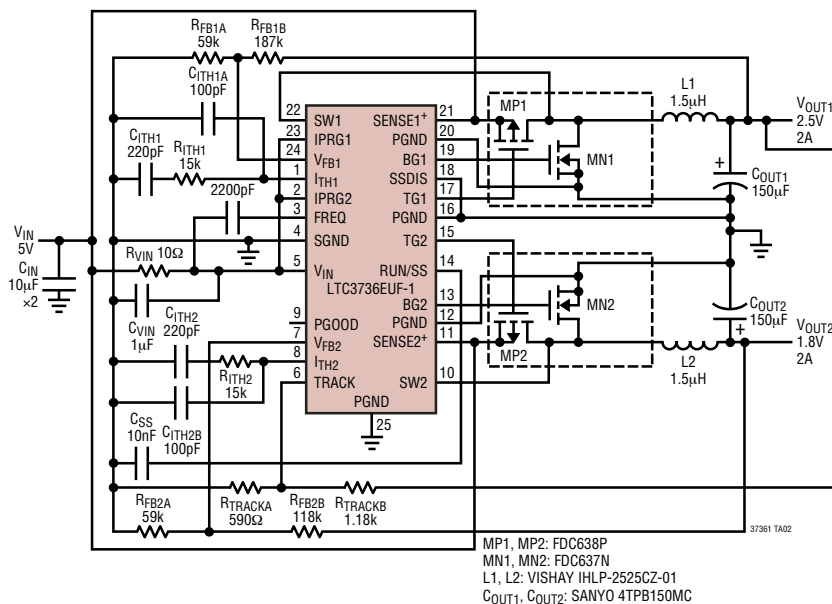 RFB1A
59k
RFB1B
187k
CITH1A
100pF
CITH1
220pF
RITH1
15k
2200pF
VIN
5V
CIN
10µF
×2
RVIN 10Ω
CVIN
1µF
CITH2
220pF
RITH2
15k
CITH2B
100pF
CSS
10nF
RFB2A
59k
RTRACKA
590Ω
RFB2B
118k
RTRACKB
1.18k
22 SW1
23 IPRG1
24 VFB1
1 ITH1
2 IPRG2
3 FREQ
4 SGND
5 VIN
LTC3736EUF-1
9 PGOOD
7 VFB2
8 ITH2
6 TRACK
PGND
25
SENSE1+ 21
PGND 20
BG1 19
SSDIS 18
TG1 17
PGND 16
TG2 15
RUN/SS 14
BG2 13
PGND 12
SENSE2+ 11
SW2 10
MP1
MN1
L1
1.5µH
VOUT1
2.5V
2A
+
COUT1
150µF
MN2
MP2
COUT2
150µF
+
L2
1.5µH
VOUT2
1.8V
2A
37361 TA02
MP1, MP2: FDC638P
MN1, MN2: FDC637N
L1, L2: VISHAY IHLP-2525CZ-01
COUT1, COUT2: SANYO 4TPB150MC